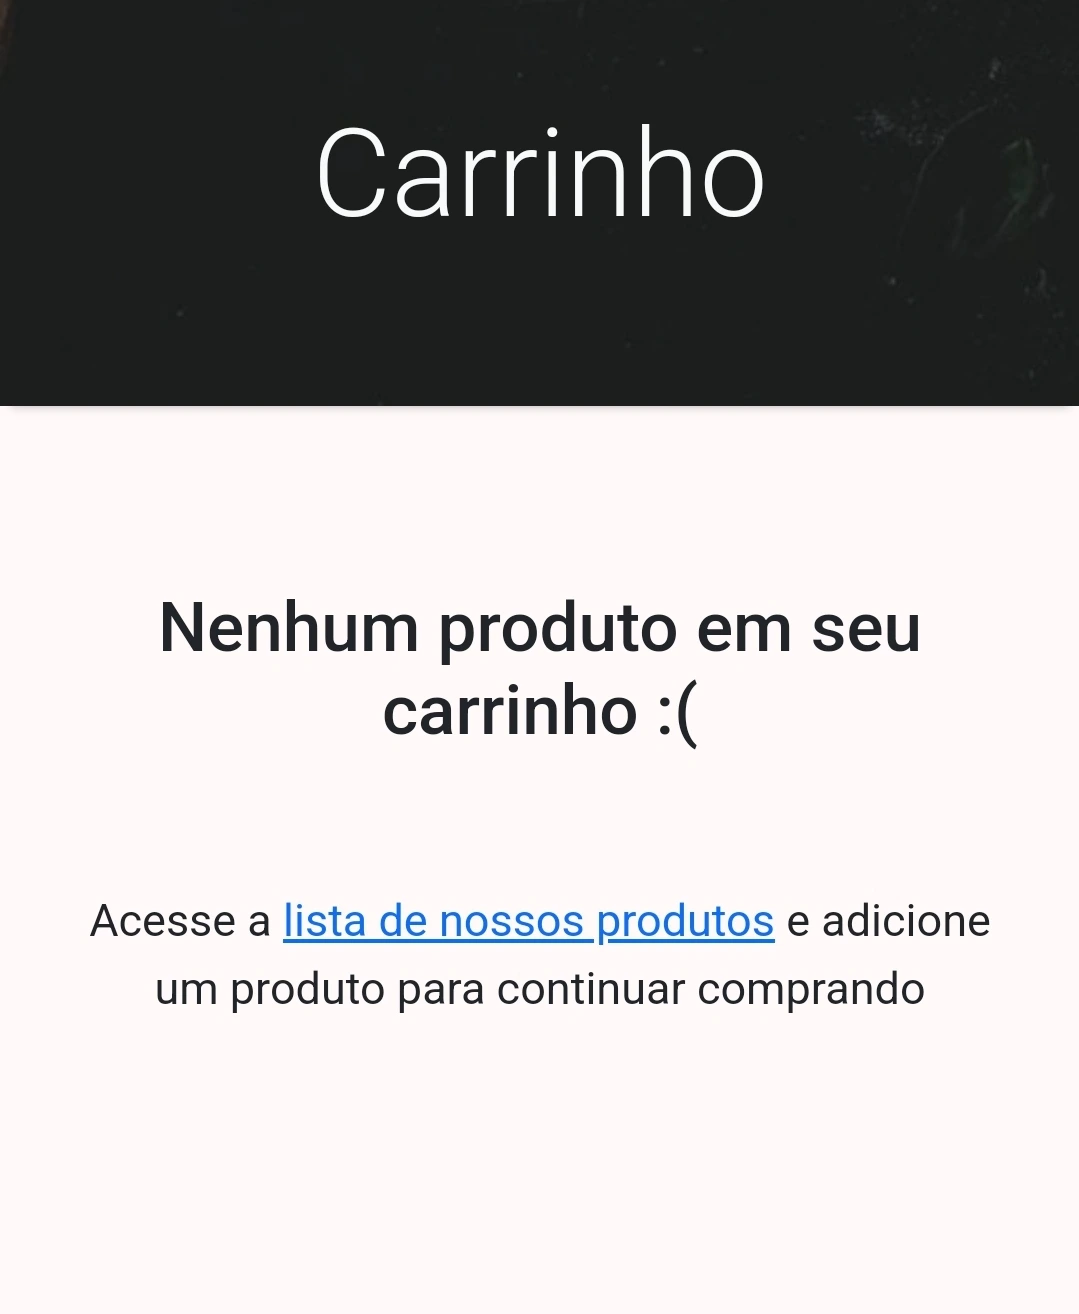 Carrinho
Nenhum produto em seu
carrinho :(
Acesse a lista de nossos produtos e adicione
um produto para continuar comprando